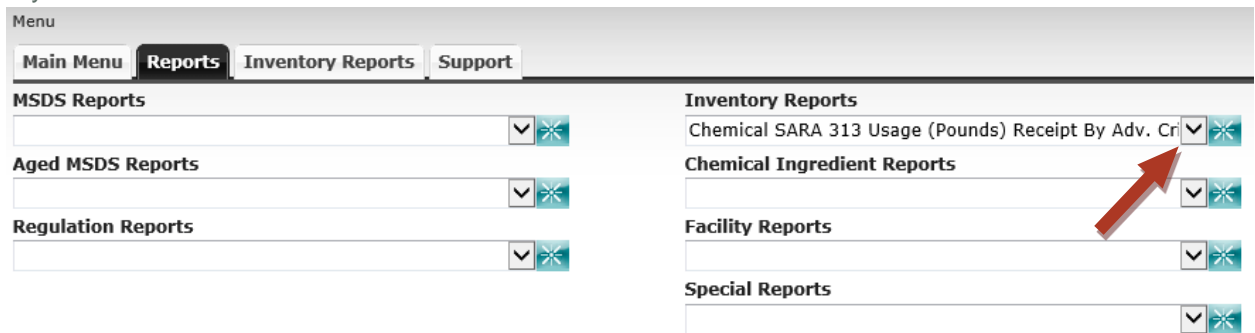 Menu
Main Menu Reports Inventory Reports Support
MSDS Reports
Inventory Reports
Chemical SARA 313 Usage (Pounds) Receipt By Adv. Cri
Aged MSDS Reports
Chemical Ingredient Reports
Regulation Reports
Facility Reports
Special Reports